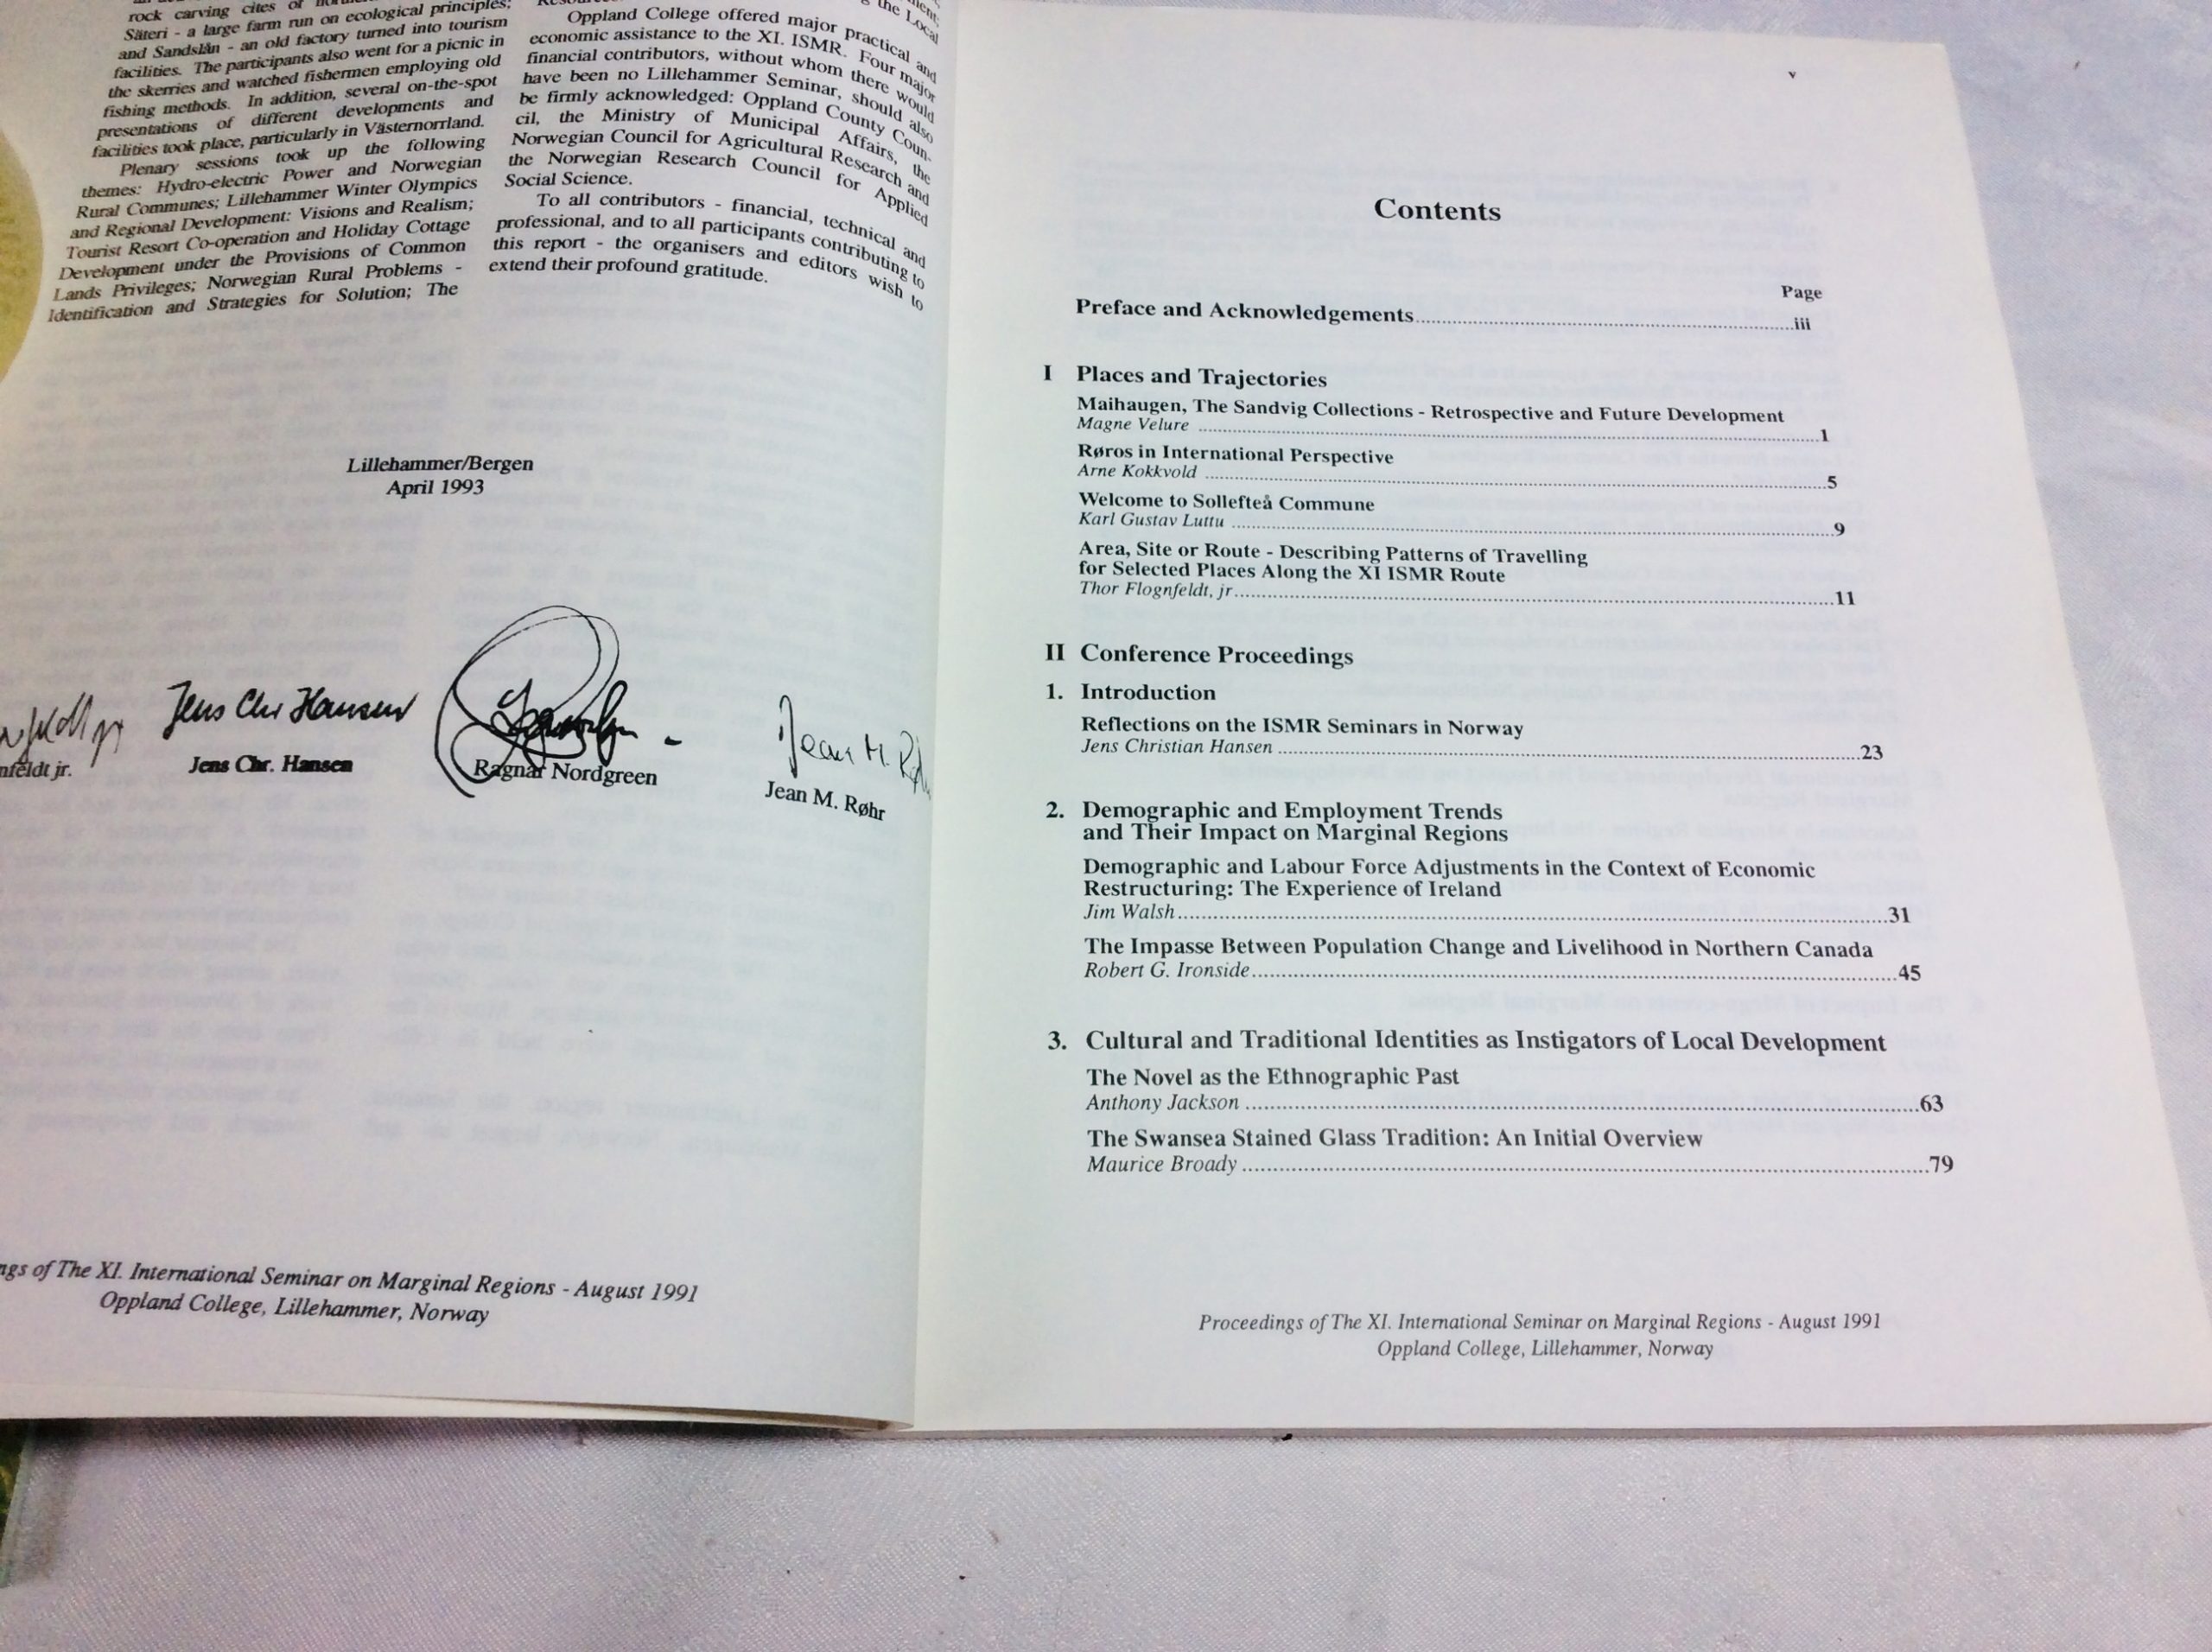 rock carving cites of
Säteri - a large farm run on ecological principles;
and Sandslån - an old factory turned into tourism
facilities. The participants also went for a picnic in
the skerries and watched fishermen employing old
fishing methods. In addition, several on-the-spot
presentations of different developments and
facilities took place, particularly in Västernorrland.
Plenary sessions took up the following
themes: Hydro-electric Power and Norwegian
Rural Communes; Lillehammer Winter Olympics
and Regional Development: Visions and Realism;
Tourist Resort Co-operation and Holiday Cottage
Development under the Provisions of Common
Lands Privileges; Norwegian Rural Problems -
Identification and Strategies for Solution; The
the Local
Oppland College offered major practical and
economic assistance to the XI. ISMR. Four major
financial contributors, without whom there would
have been no Lillehammer Seminar, should also
be firmly acknowledged: Oppland County Coun-
cil, the Ministry of Municipal Affairs, the
Norwegian Council for Agricultural Research and
the Norwegian Research Council for Applied
Social Science.
To all contributors - financial, technical and
professional, and to all participants contributing to
this report - the organisers and editors wish to
extend their profound gratitude.
Lillehammer/Bergen
April 1993
Jens Chr Hansen
Jean M. Røhr
nfeldt jr.
Jens Chr. Hansen
Ragnar Nordgreen
Jean M. Røhr
ngs of The XI. International Seminar on Marginal Regions - August 1991
Oppland College, Lillehammer, Norway
v
Contents
Page
Preface and Acknowledgements.....iii
I Places and Trajectories
Maihaugen, The Sandvig Collections - Retrospective and Future Development
Magne Velure .....1
Røros in International Perspective
Arne Kokkvold .....5
Welcome to Sollefteå Commune
Karl Gustav Luttu .....9
Area, Site or Route - Describing Patterns of Travelling
for Selected Places Along the XI ISMR Route
Thor Flognfeldt, jr.....11
II Conference Proceedings
1. Introduction
Reflections on the ISMR Seminars in Norway
Jens Christian Hansen .....23
2. Demographic and Employment Trends
and Their Impact on Marginal Regions
Demographic and Labour Force Adjustments in the Context of Economic
Restructuring: The Experience of Ireland
Jim Walsh.....31
The Impasse Between Population Change and Livelihood in Northern Canada
Robert G. Ironside.....45
3. Cultural and Traditional Identities as Instigators of Local Development
The Novel as the Ethnographic Past
Anthony Jackson .....63
The Swansea Stained Glass Tradition: An Initial Overview
Maurice Broady .....79
Proceedings of The XI. International Seminar on Marginal Regions - August 1991
Oppland College, Lillehammer, Norway